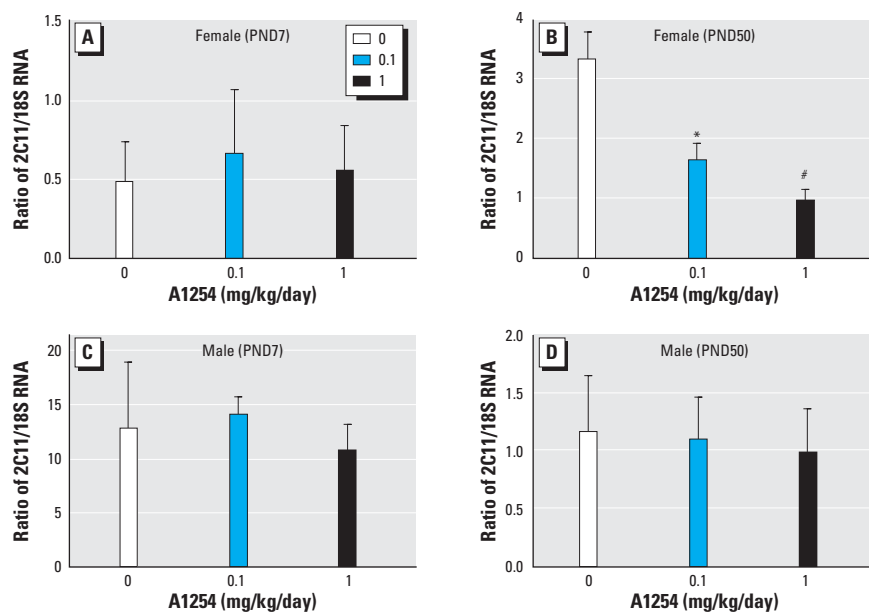 A
Female (PND7)
0
0.1
1
Ratio of 2C11/18S RNA
1.5
1.0
0.5
0.0
0
0.1
1
A1254 (mg/kg/day)
B
Female (PND50)
Ratio of 2C11/18S RNA
4
3
2
1
0
*
#
0
0.1
1
A1254 (mg/kg/day)
C
Male (PND7)
Ratio of 2C11/18S RNA
20
15
10
5
0
0
0.1
1
A1254 (mg/kg/day)
D
Male (PND50)
Ratio of 2C11/18S RNA
2.0
1.5
1.0
0.5
0.0
0
0.1
1
A1254 (mg/kg/day)